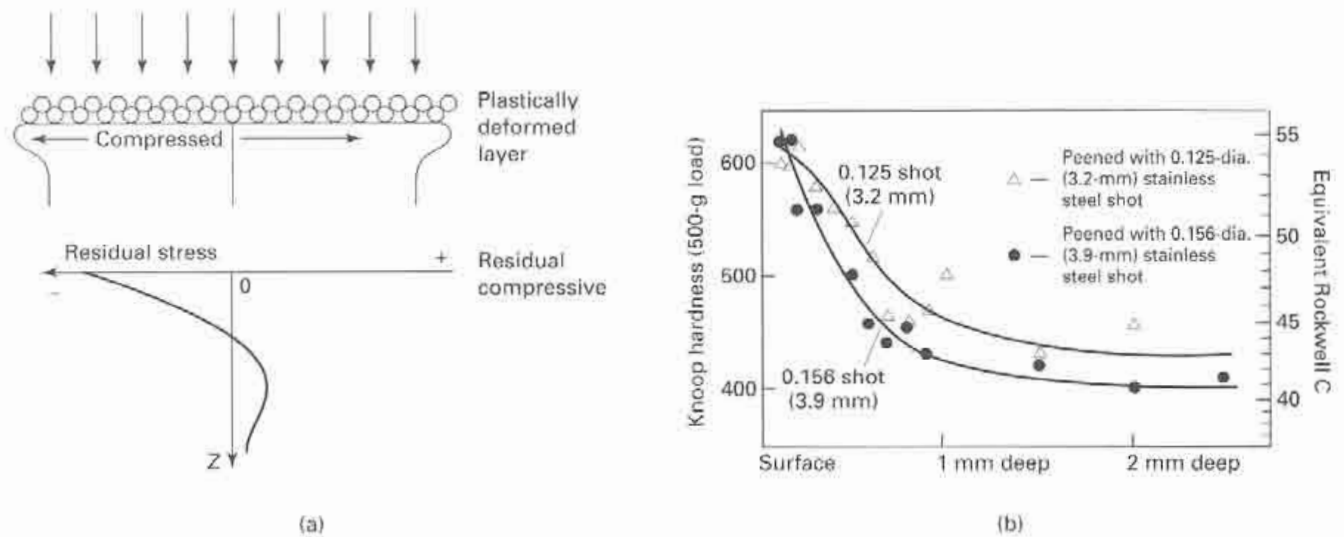 Plastically
deformed
layer
Compressed
Residual stress
+
−
0
Residual
compressive
Z
(a)
Knoop hardness (500-g load)
600
500
400
0.125 shot
(3.2 mm)
0.156 shot
(3.9 mm)
Peened with 0.125-dia.
△ — (3.2-mm) stainless
steel shot
Peened with 0.156-dia.
● — (3.9-mm) stainless
steel shot
55
50
45
40
Equivalent Rockwell C
Surface
1 mm deep
2 mm deep
(b)